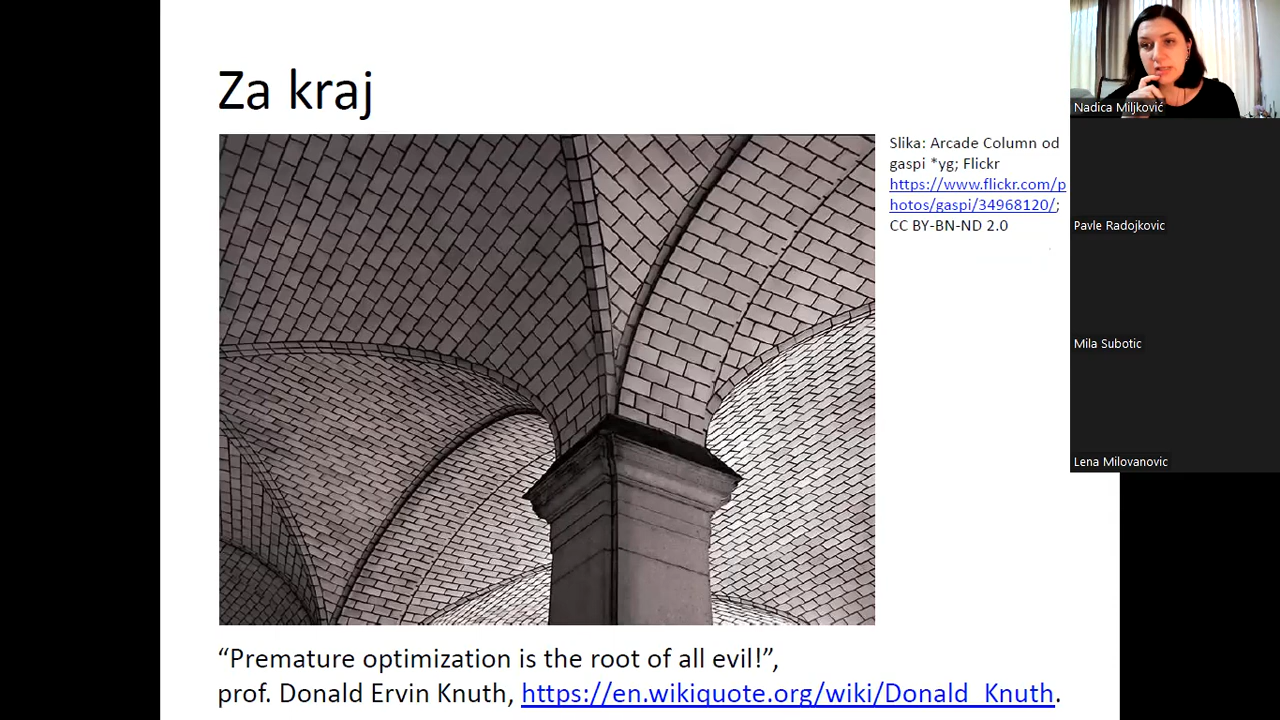 Za kraj
Slika: Arcade Column od
gaspi *yg; Flickr
https://www.flickr.com/p
hotos/gaspi/34968120/;
CC BY-BN-ND 2.0
“Premature optimization is the root of all evil!”,
prof. Donald Ervin Knuth, https://en.wikiquote.org/wiki/Donald_Knuth.
Nadica Miljković
Pavle Radojkovic
Mila Subotic
Lena Milovanovic